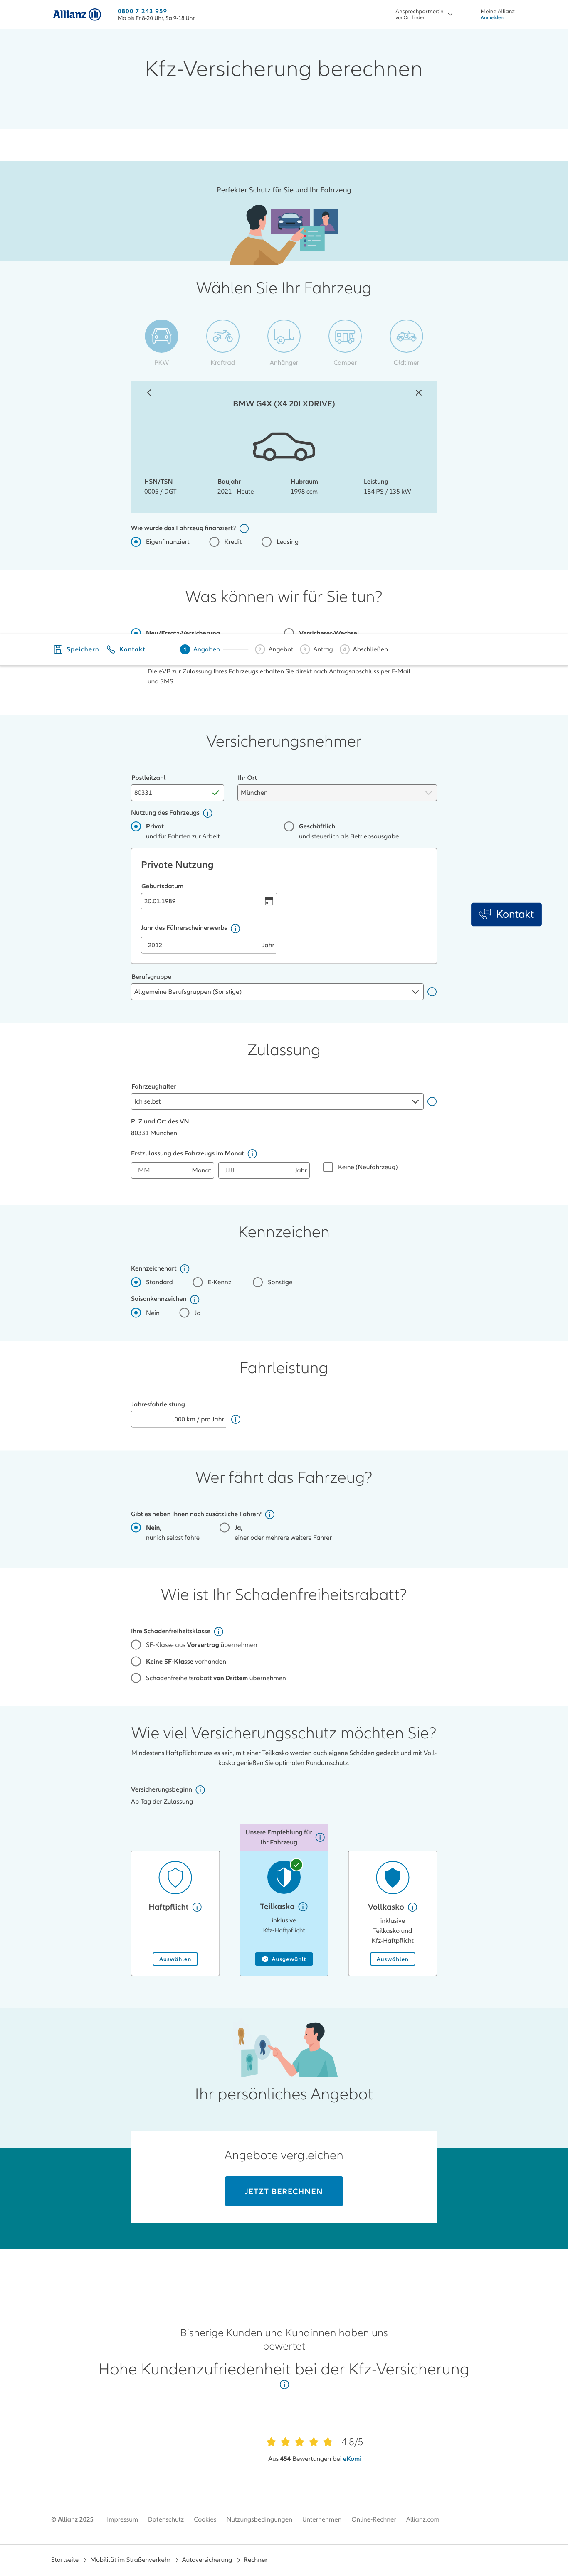 Allianz
0800 7 243 959
Mo bis Fr 8-20 Uhr, Sa 9-18 Uhr
Ansprechpartner:in
vor Ort finden
Meine Allianz
Anmelden
Kfz-Versicherung berechnen
Perfekter Schutz für Sie und Ihr Fahrzeug
Wählen Sie Ihr Fahrzeug
PKW
Kraftrad
Anhänger
Camper
Oldtimer
BMW G4X (X4 20I XDRIVE)
HSN/TSN
0005 / DGT
Baujahr
2021 - Heute
Hubraum
1998 ccm
Leistung
184 PS / 135 kW
Wie wurde das Fahrzeug finanziert?
Eigenfinanziert
Kredit
Leasing
Was können wir für Sie tun?
Neu-/Ersatz-Versicherung
Versicherer-Wechsel
Speichern
Kontakt
1 Angaben
2 Angebot
3 Antrag
4 Abschließen
Die eVB zur Zulassung Ihres Fahrzeugs erhalten Sie direkt nach Antragsabschluss per E-Mail
und SMS.
Versicherungsnehmer
Postleitzahl
80331
Ihr Ort
München
Nutzung des Fahrzeugs
Privat
und für Fahrten zur Arbeit
Geschäftlich
und steuerlich als Betriebsausgabe
Private Nutzung
Geburtsdatum
20.01.1989
Jahr des Führerscheinerwerbs
2012 Jahr
Kontakt
Berufsgruppe
Allgemeine Berufsgruppen (Sonstige)
Zulassung
Fahrzeughalter
Ich selbst
PLZ und Ort des VN
80331 München
Erstzulassung des Fahrzeugs im Monat
MM Monat
JJJJ Jahr
Keine (Neufahrzeug)
Kennzeichen
Kennzeichenart
Standard
E-Kennz.
Sonstige
Saisonkennzeichen
Nein
Ja
Fahrleistung
Jahresfahrleistung
.000 km / pro Jahr
Wer fährt das Fahrzeug?
Gibt es neben Ihnen noch zusätzliche Fahrer?
Nein,
nur ich selbst fahre
Ja,
einer oder mehrere weitere Fahrer
Wie ist Ihr Schadenfreiheitsrabatt?
Ihre Schadenfreiheitsklasse
SF-Klasse aus Vorvertrag übernehmen
Keine SF-Klasse vorhanden
Schadenfreiheitsrabatt von Drittem übernehmen
Wie viel Versicherungsschutz möchten Sie?
Mindestens Haftpflicht muss es sein, mit einer Teilkasko werden auch eigene Schäden gedeckt und mit Voll-
kasko genießen Sie optimalen Rundumschutz.
Versicherungsbeginn
Ab Tag der Zulassung
Unsere Empfehlung für
Ihr Fahrzeug
Haftpflicht
Auswählen
Teilkasko
inklusive
Kfz-Haftpflicht
Ausgewählt
Vollkasko
inklusive
Teilkasko und
Kfz-Haftpflicht
Auswählen
Ihr persönliches Angebot
Angebote vergleichen
JETZT BERECHNEN
Bisherige Kunden und Kundinnen haben uns
bewertet
Hohe Kundenzufriedenheit bei der Kfz-Versicherung
4.8/5
Aus 454 Bewertungen bei eKomi
© Allianz 2025
Impressum
Datenschutz
Cookies
Nutzungsbedingungen
Unternehmen
Online-Rechner
Allianz.com
Startseite
Mobilität im Straßenverkehr
Autoversicherung
Rechner